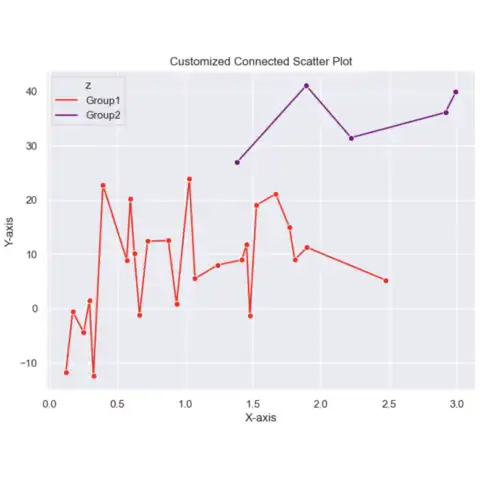 Customized Connected Scatter Plot
z
Group1
Group2
40
30
20
10
0
−10
Y-axis
0.0 0.5 1.0 1.5 2.0 2.5 3.0
X-axis